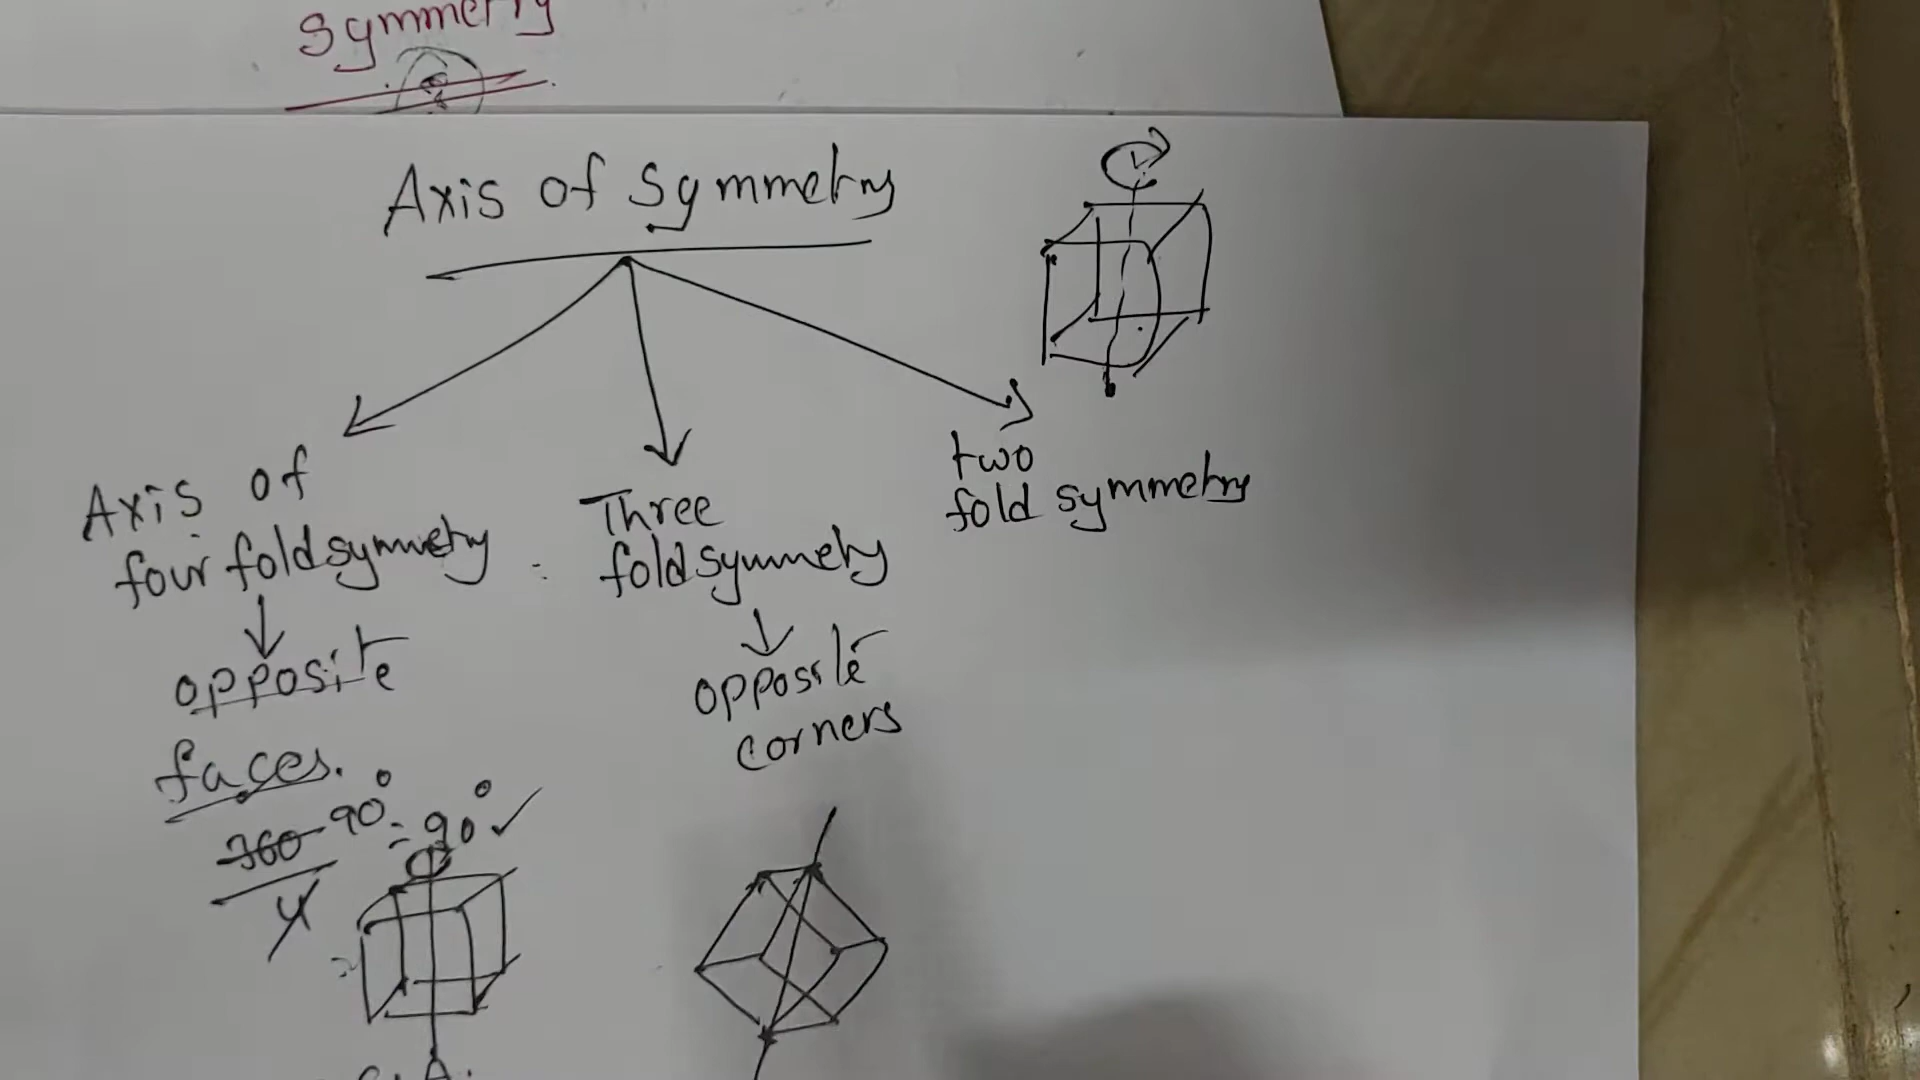 Symmetry
Axis of Symmetry
Axis of
four fold symmetry
Three
fold symmetry
two
fold symmetry
opposite
faces.
opposite
corners
360 90° = 90° ✓
4